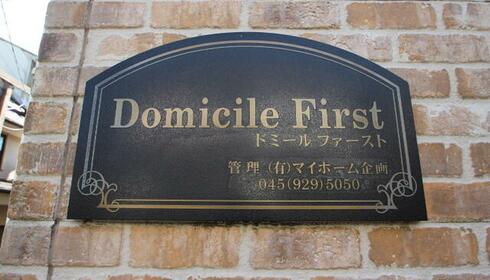 Domicile First
ドミール ファースト
管理 (有)マイホーム企画
045(929)5050